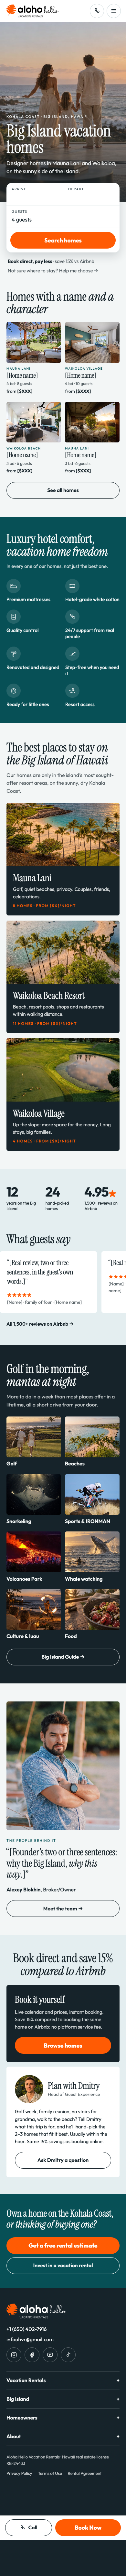 aloha hello
VACATION RENTALS
KOHALA COAST · BIG ISLAND, HAWAII
Big Island vacation
homes
Designer homes in Mauna Lani and Waikoloa,
on the sunny side of the island.
ARRIVE
DEPART
GUESTS
4 guests
Search homes
Book direct, pay less · save 15% vs Airbnb
Not sure where to stay? Help me choose →
Homes with a name and a
character
MAUNA LANI
[Home name]
from [$XXX]
WAIKOLOA VILLAGE
[Home name]
from [$XXX]
WAIKOLOA BEACH
[Home name]
from [$XXX]
MAUNA LANI
[Home name]
from [$XXX]
See all homes
Luxury hotel comfort,
vacation home freedom
In every one of our homes, not just the best one.
Premium mattresses
Hotel-grade white cotton
Quality control
24/7 support from real
people
Renovated and designed
Step-free when you need
it
Ready for little ones
Resort access
The best places to stay on
the Big Island of Hawaii
Our homes are only in the island's most sought-
after resort areas, on the sunny, dry Kohala
Coast.
Mauna Lani
Golf, quiet beaches, privacy. Couples, friends,
celebrations.
Waikoloa Beach Resort
Beach, resort pools, shops and restaurants
within walking distance.
11 HOMES · FROM [$X]/NIGHT
Waikoloa Village
Up the slope: more space for the money. Long
stays, big families.
4 HOMES · FROM [$X]/NIGHT
12
years on the Big
Island
24
hand-picked
homes
4.95★
1,500+ reviews on
Airbnb
What guests say
"[Real review, two or three
sentences, in the guest's own
words.]"
★★★★★
[Name] · family of four · [Home name]
All 1,500+ reviews on Airbnb →
Golf in the morning,
mantas at night
More to do in a week than most places offer in a
month, all a short drive from your door.
Golf
Beaches
Snorkeling
Sports & IRONMAN
Volcanoes Park
Whale watching
Culture & luau
Food
Big Island Guide →
THE PEOPLE BEHIND IT
"[Founder's two or three sentences:
why the Big Island, why this
way.]"
Alexey Blokhin, Broker/Owner
Meet the team →
Book direct and save 15%
compared to Airbnb
Book it yourself
Live calendar and prices, instant booking.
Save 15% compared to booking the same
home on Airbnb: no platform service fee.
Browse homes
Plan with Dmitry
Head of Guest Experience
Golf week, family reunion, no stairs for
grandma, walk to the beach? Tell Dmitry
what this trip is for, and he'll hand-pick the
2–3 homes that fit, usually within the
hour. Same 15% savings as booking online.
Ask Dmitry a question
Own a home on the Kohala Coast,
or thinking of buying one?
Get a free rental estimate
Invest in a vacation rental
aloha hello
VACATION RENTALS
+1 (650) 402-7916
info@ahvr@gmail.com
Vacation Rentals +
Big Island +
Homeowners +
About +
Aloha Hello Vacation Rentals · Hawaii real estate license
RB-24403
Privacy Policy
Terms of Use
Rental Agreement
Call
Book Now